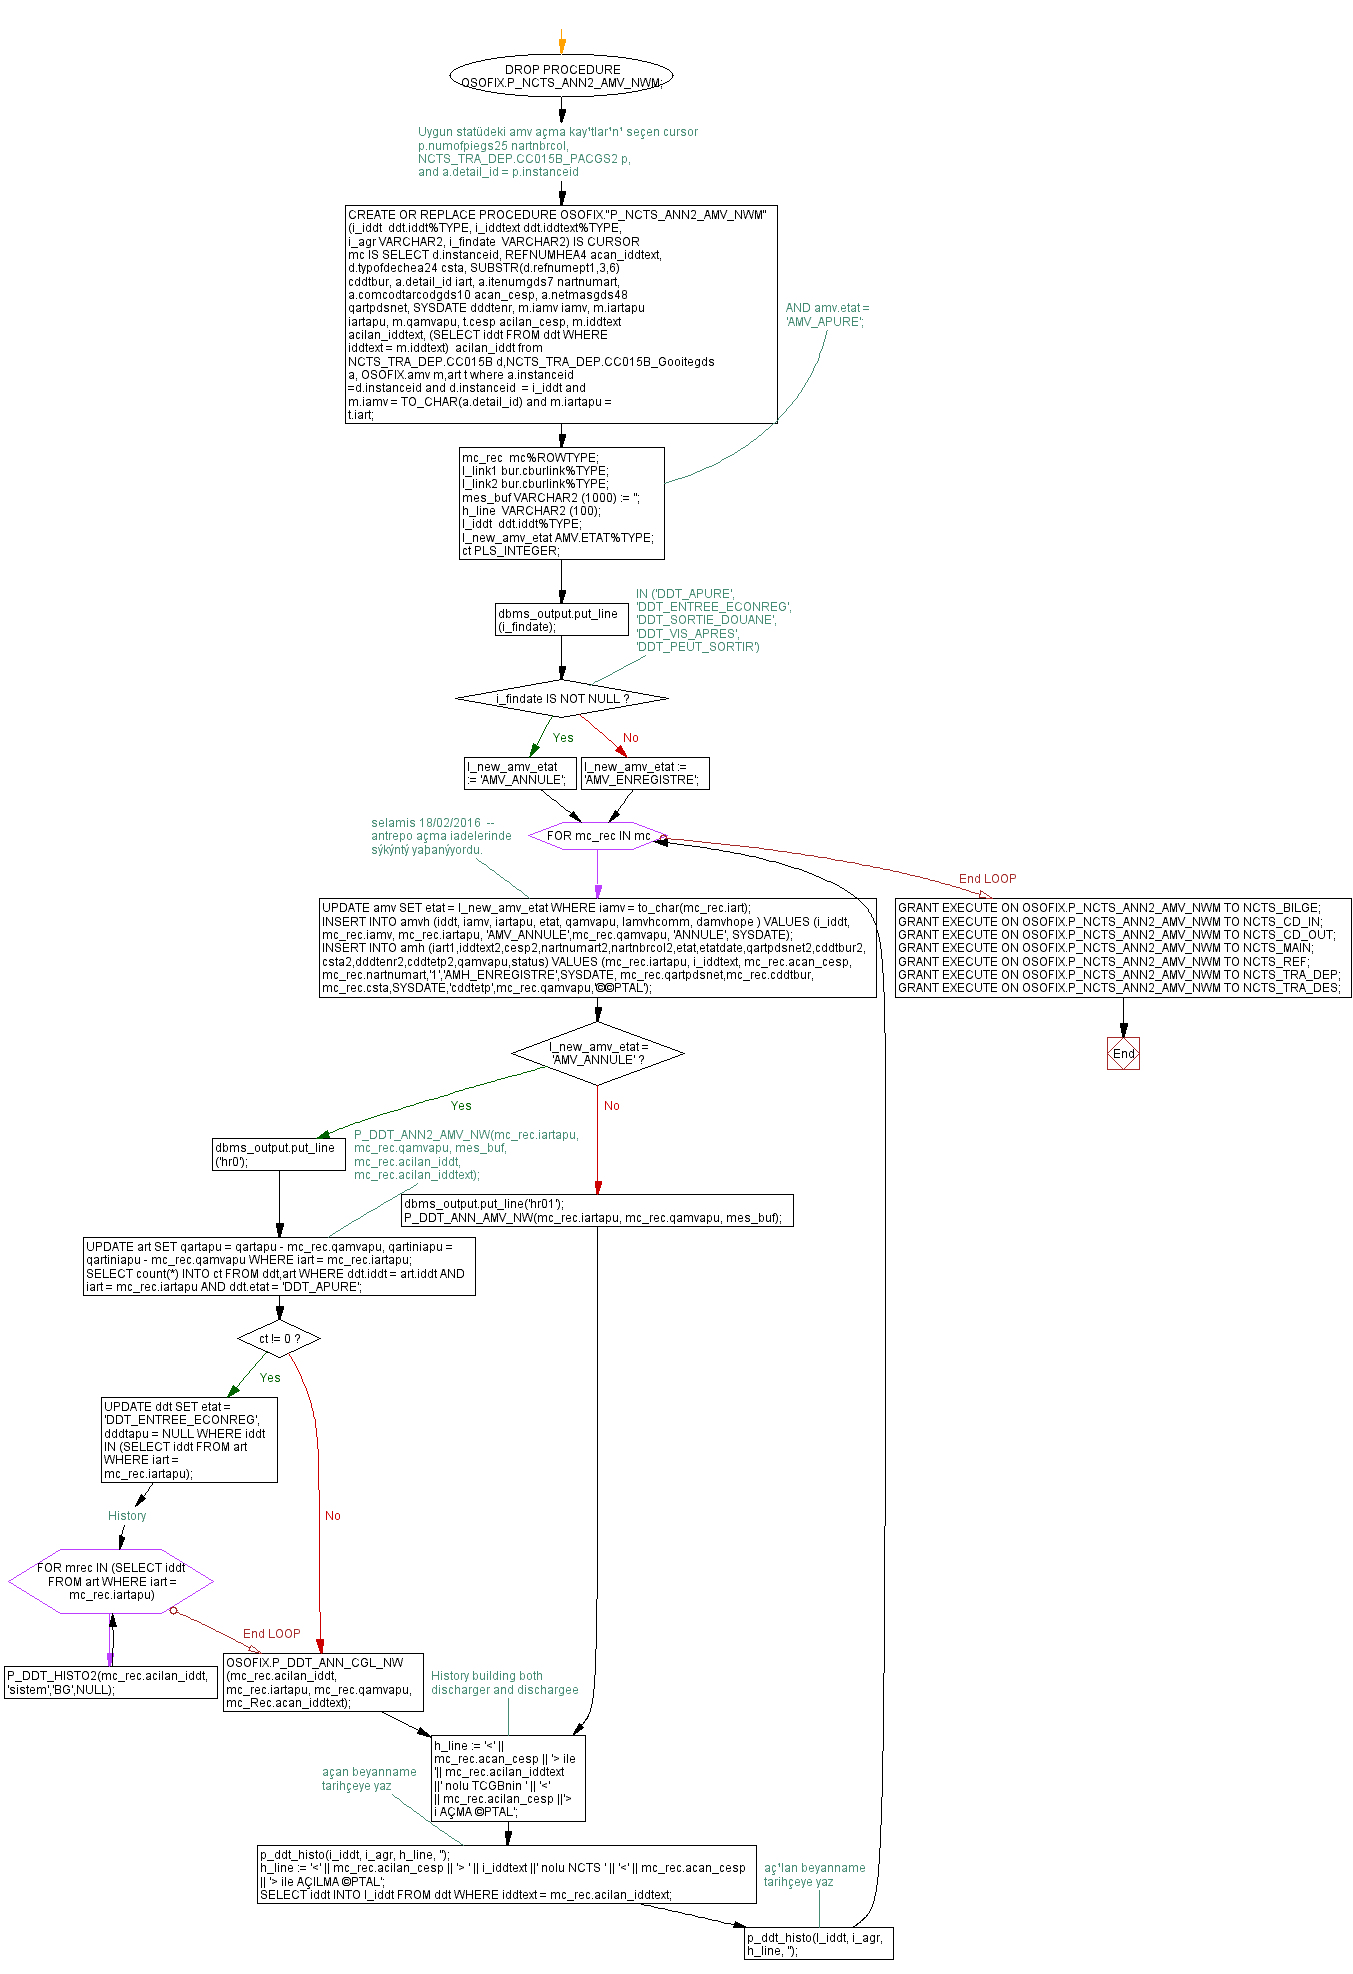 DROP PROCEDURE
OSOFIX.P_NCTS_ANN2_AMV_NWM;
Uygun statüdeki amv açma kay¹tlar¹n¹ seçen cursor
p.numofpiegs25 nartnbrcol,
NCTS_TRA_DEP.CC015B_PACGS2 p,
and a.detail_id = p.instanceid
CREATE OR REPLACE PROCEDURE OSOFIX."P_NCTS_ANN2_AMV_NWM"
(i_iddt  ddt.iddt%TYPE, i_iddtext ddt.iddtext%TYPE,
i_agr VARCHAR2, i_findate  VARCHAR2) IS CURSOR
mc IS SELECT d.instanceid, REFNUMHEA4 acan_iddtext,
d.typofdechea24 csta, SUBSTR(d.refnumept1,3,6)
cddtbur, a.detail_id iart, a.itenumgds7 nartnumart,
a.comcodtarcodgds10 acan_cesp, a.netmasgds48
qartpdsnet, SYSDATE dddtenr, m.iamv iamv, m.iartapu
iartapu, m.qamvapu, t.cesp acilan_cesp, m.iddtext
acilan_iddtext, (SELECT iddt FROM ddt WHERE
iddtext = m.iddtext)  acilan_iddt from
NCTS_TRA_DEP.CC015B d,NCTS_TRA_DEP.CC015B_Gooitegds
a, OSOFIX.amv m,art t where a.instanceid
=d.instanceid and d.instanceid  = i_iddt and
m.iamv = TO_CHAR(a.detail_id) and m.iartapu =
t.iart;
AND amv.etat =
'AMV_APURE';
mc_rec  mc%ROWTYPE;
l_link1 bur.cburlink%TYPE;
l_link2 bur.cburlink%TYPE;
mes_buf VARCHAR2 (1000) := '';
h_line  VARCHAR2 (100);
l_iddt  ddt.iddt%TYPE;
l_new_amv_etat AMV.ETAT%TYPE;
ct PLS_INTEGER;
dbms_output.put_line
(i_findate);
IN ('DDT_APURE',
'DDT_ENTREE_ECONREG',
'DDT_SORTIE_DOUANE',
'DDT_VIS_APRES',
'DDT_PEUT_SORTIR')
i_findate IS NOT NULL ?
Yes
No
l_new_amv_etat
:= 'AMV_ANNULE';
l_new_amv_etat :=
'AMV_ENREGISTRE';
selamis 18/02/2016  --
antrepo açma iadelerinde
sýkýntý yaþanýyordu.
FOR mc_rec IN mc
End LOOP
UPDATE amv SET etat = l_new_amv_etat WHERE iamv = to_char(mc_rec.iart);
INSERT INTO amvh (iddt, iamv, iartapu, etat, qamvapu, lamvhcomm, damvhope ) VALUES (i_iddt,
mc_rec.iamv, mc_rec.iartapu, 'AMV_ANNULE',mc_rec.qamvapu, 'ANNULE', SYSDATE);
INSERT INTO amh (iart1,iddtext2,cesp2,nartnumart2,nartnbrcol2,etat,etatdate,qartpdsnet2,cddtbur2,
csta2,dddtenr2,cddtetp2,qamvapu,status) VALUES (mc_rec.iartapu, i_iddtext, mc_rec.acan_cesp,
mc_rec.nartnumart,'1','AMH_ENREGISTRE',SYSDATE, mc_rec.qartpdsnet,mc_rec.cddtbur,
mc_rec.csta,SYSDATE,'cddtetp',mc_rec.qamvapu,'©©PTAL');
GRANT EXECUTE ON OSOFIX.P_NCTS_ANN2_AMV_NWM TO NCTS_BILGE;
GRANT EXECUTE ON OSOFIX.P_NCTS_ANN2_AMV_NWM TO NCTS_CD_IN;
GRANT EXECUTE ON OSOFIX.P_NCTS_ANN2_AMV_NWM TO NCTS_CD_OUT;
GRANT EXECUTE ON OSOFIX.P_NCTS_ANN2_AMV_NWM TO NCTS_MAIN;
GRANT EXECUTE ON OSOFIX.P_NCTS_ANN2_AMV_NWM TO NCTS_REF;
GRANT EXECUTE ON OSOFIX.P_NCTS_ANN2_AMV_NWM TO NCTS_TRA_DEP;
GRANT EXECUTE ON OSOFIX.P_NCTS_ANN2_AMV_NWM TO NCTS_TRA_DES;
End
l_new_amv_etat =
'AMV_ANNULE' ?
Yes
No
dbms_output.put_line
('hr0');
P_DDT_ANN2_AMV_NW(mc_rec.iartapu,
mc_rec.qamvapu, mes_buf,
mc_rec.acilan_iddt,
mc_rec.acilan_iddtext);
dbms_output.put_line('hr01');
P_DDT_ANN_AMV_NW(mc_rec.iartapu, mc_rec.qamvapu, mes_buf);
UPDATE art SET qartapu = qartapu - mc_rec.qamvapu, qartiniapu =
qartiniapu - mc_rec.qamvapu WHERE iart = mc_rec.iartapu;
SELECT count(*) INTO ct FROM ddt,art WHERE ddt.iddt = art.iddt AND
iart = mc_rec.iartapu AND ddt.etat = 'DDT_APURE';
ct != 0 ?
Yes
UPDATE ddt SET etat =
'DDT_ENTREE_ECONREG',
dddtapu = NULL WHERE iddt
IN (SELECT iddt FROM art
WHERE iart =
mc_rec.iartapu);
History
No
FOR mrec IN (SELECT iddt
FROM art WHERE iart =
mc_rec.iartapu)
End LOOP
P_DDT_HISTO2(mc_rec.acilan_iddt,
'sistem','BG',NULL);
OSOFIX.P_DDT_ANN_CGL_NW
(mc_rec.acilan_iddt,
mc_rec.iartapu, mc_rec.qamvapu,
mc_Rec.acan_iddtext);
History building both
discharger and dischargee
h_line := '<' ||
mc_rec.acan_cesp || '> ile
'|| mc_rec.acilan_iddtext
||' nolu TCGBnin ' || '<'
|| mc_rec.acilan_cesp ||'>
i AÇMA ©PTAL';
açan beyanname
tarihçeye yaz
p_ddt_histo(i_iddt, i_agr, h_line, '');
h_line := '<' || mc_rec.acilan_cesp || '> ' || i_iddtext ||' nolu NCTS ' || '<' || mc_rec.acan_cesp
|| '> ile AÇILMA ©PTAL';
SELECT iddt INTO l_iddt FROM ddt WHERE iddtext = mc_rec.acilan_iddtext;
aç¹lan beyanname
tarihçeye yaz
p_ddt_histo(l_iddt, i_agr,
h_line, '');